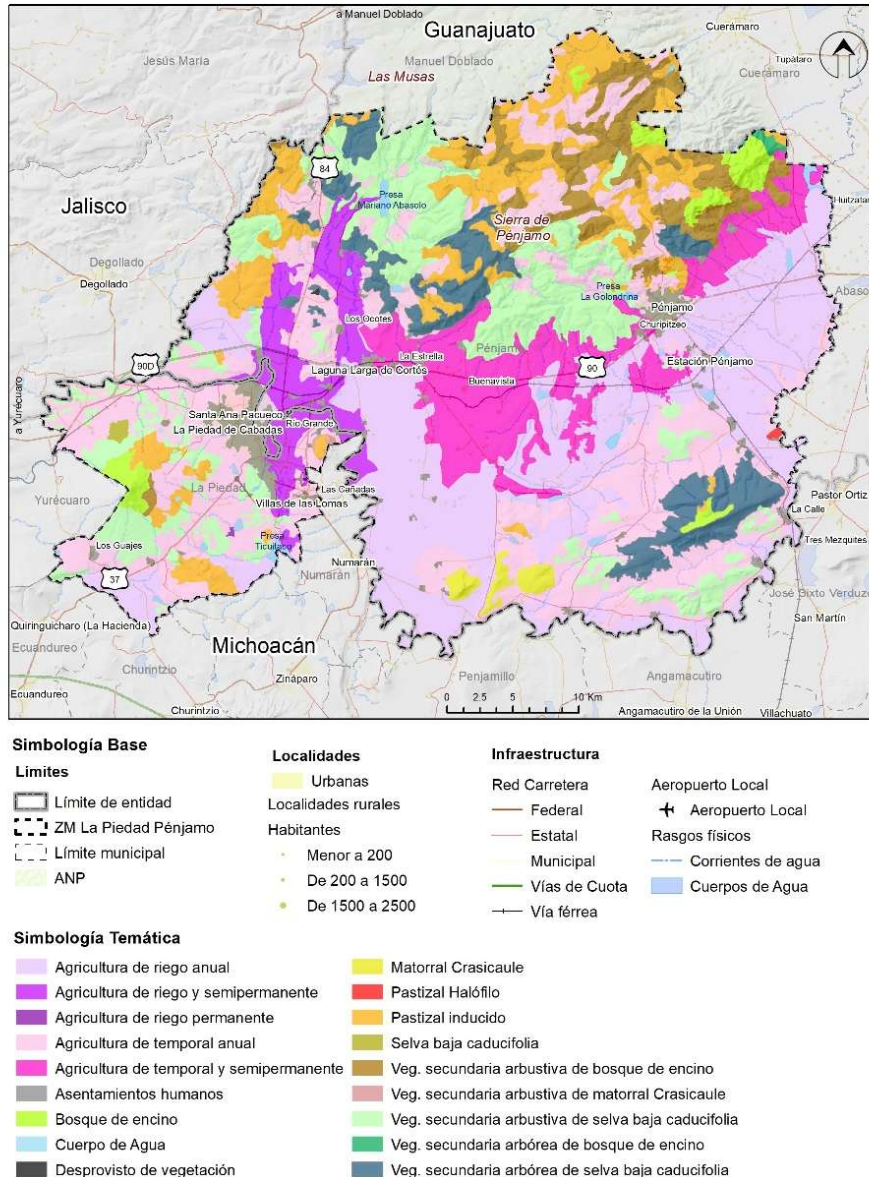 a Manuel Doblado
Guanajuato
Cuerámaro
Jesús María
Manuel Doblado
Tupátaro
Las Musas
Cuerámaro
84
Jalisco
Presa
Mariano Abasolo
Sierra de
Pénjamo
Huitzatar
Degollado
Degollado
Presa
La Golondrina
Abaso
Pénjamo
Los Ocotes
Churipitzeo
La Estrella
Pénjam
90
Estación Pénjamo
90D
Laguna Larga de Cortés
Buenavista
a Yurécuaro
Santa Ana Pacueco
Río Grande
La Piedad de Cabadas
La Piedad
Las Cañadas
Yurécuaro
Villas de las Lomas
Pastor Ortiz
La Calle
Presa
Ticuitaco
Los Guajes
Numarán
Tres Mezquites
37
Numarán
José Sixto Verduzc
Quiringuicharo (La Hacienda)
San Martín
Ecuandureo
Michoacán
Churintzio
Zináparo
Penjamillo
Angamacutiro
Ecuandureo
0 2.5 5 10 Km
Churintzio
Angamacutiro de la Unión
Villachuato
Simbología Base
Límites
Límite de entidad
ZM La Piedad Pénjamo
Límite municipal
ANP
Localidades
Urbanas
Localidades rurales
Habitantes
Menor a 200
De 200 a 1500
De 1500 a 2500
Infraestructura
Red Carretera
Federal
Estatal
Municipal
Vías de Cuota
Vía férrea
Aeropuerto Local
Aeropuerto Local
Rasgos físicos
Corrientes de agua
Cuerpos de Agua
Simbología Temática
Agricultura de riego anual
Agricultura de riego y semipermanente
Agricultura de riego permanente
Agricultura de temporal anual
Agricultura de temporal y semipermanente
Asentamientos humanos
Bosque de encino
Cuerpo de Agua
Desprovisto de vegetación
Matorral Crasicaule
Pastizal Halófilo
Pastizal inducido
Selva baja caducifolia
Veg. secundaria arbustiva de bosque de encino
Veg. secundaria arbustiva de matorral Crasicaule
Veg. secundaria arbustiva de selva baja caducifolia
Veg. secundaria arbórea de bosque de encino
Veg. secundaria arbórea de selva baja caducifolia